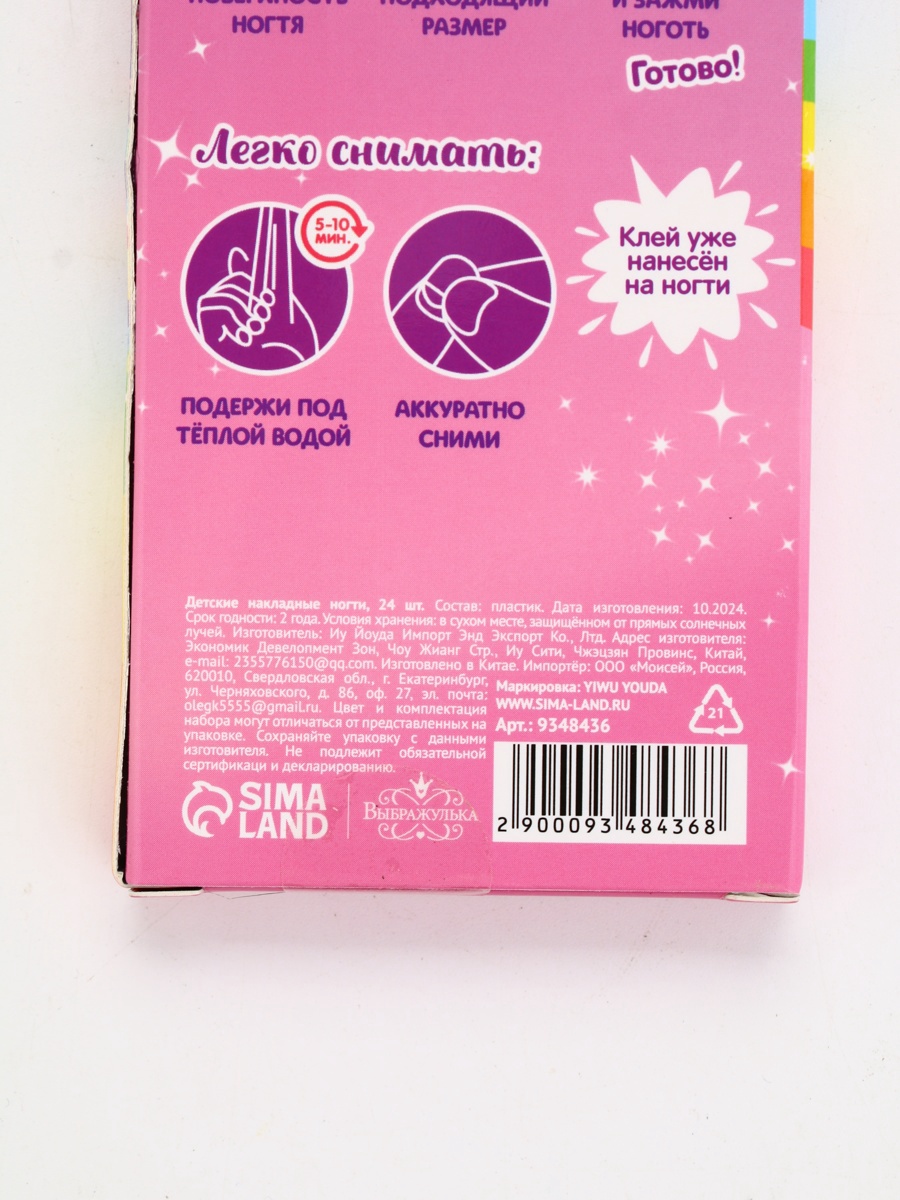 ПОВЕРХНОСТЬ
НОГТЯ
ПОДХОДЯЩИЙ
РАЗМЕР
И ЗАЖМИ
НОГОТЬ
Готово!
Легко снимать:
5-10
МИН.
Клей уже
нанесён
на ногти
ПОДЕРЖИ ПОД
ТЁПЛОЙ ВОДОЙ
АККУРАТНО
СНИМИ
Детские накладные ногти, 24 шт. Состав: пластик. Дата изготовления: 10.2024.
Срок годности: 2 года. Условия хранения: в сухом месте, защищённом от прямых солнечных
лучей. Изготовитель: Иу Йоуда Импорт Энд Экспорт Ко., Лтд. Адрес изготовителя:
Экономик Девелопмент Зон, Чоу Жианг Стр., Иу Сити, Чжэцзян Провинс, Китай,
e-mail: 2355776150@qq.com. Изготовлено в Китае. Импортёр: ООО «Моисей», Россия,
620010, Свердловская обл., г. Екатеринбург,
ул. Черняховского, д. 86, оф. 27, эл. почта:
olegk5555@gmail.ru. Цвет и комплектация
набора могут отличаться от представленных на
упаковке. Сохраняйте упаковку с данными
изготовителя. Не подлежит обязательной
сертификаци и декларированию.
Маркировка: YIWU YOUDA
WWW.SIMA-LAND.RU
Арт.: 9348436
21
SIMA
LAND
ВЫБРАЖУЛЬКА
2 900093 484368